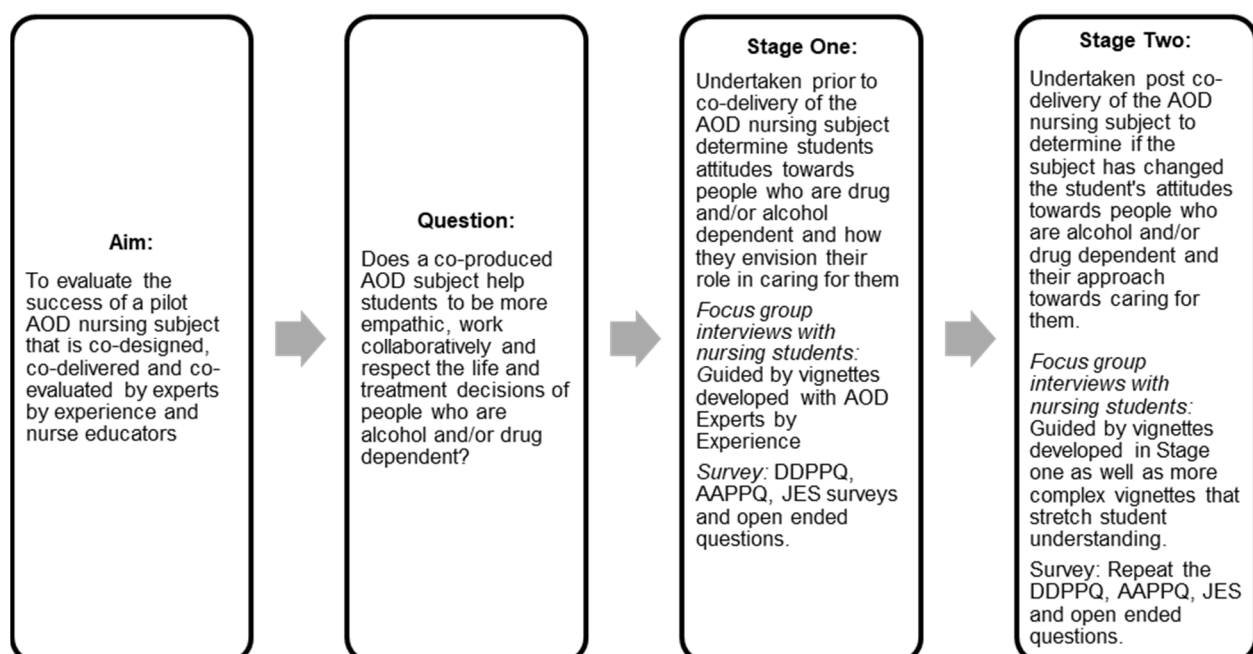 Aim:
To evaluate the
success of a pilot
AOD nursing subject
that is co-designed,
co-delivered and co-
evaluated by experts
by experience and
nurse educators
Question:
Does a co-produced
AOD subject help
students to be more
empathic, work
collaboratively and
respect the life and
treatment decisions of
people who are
alcohol and/or drug
dependent?
Stage One:
Undertaken prior to
co-delivery of the
AOD nursing subject
determine students
attitudes towards
people who are drug
and/or alcohol
dependent and how
they envision their
role in caring for them
Focus group
interviews with
nursing students:
Guided by vignettes
developed with AOD
Experts by
Experience
Survey: DDPPQ,
AAPPQ, JES surveys
and open ended
questions.
Stage Two:
Undertaken post co-
delivery of the AOD
nursing subject to
determine if the
subject has changed
the student's attitudes
towards people who
are alcohol and/or
drug dependent and
their approach
towards caring for
them.
Focus group
interviews with
nursing students:
Guided by vignettes
developed in Stage
one as well as more
complex vignettes that
stretch student
understanding.
Survey: Repeat the
DDPPQ, AAPPQ, JES
and open ended
questions.